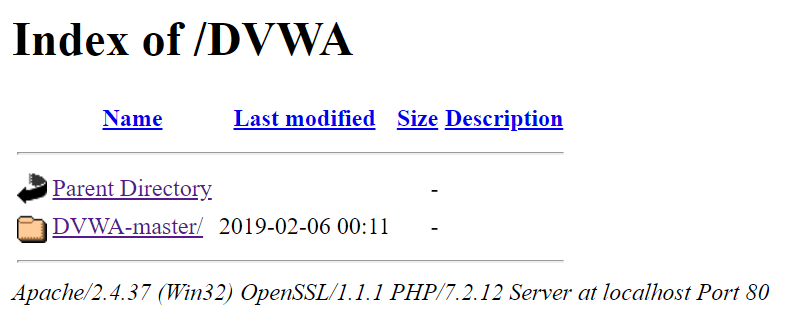 Index of /DVWA
Name Last modified Size Description
Parent Directory -
DVWA-master/ 2019-02-06 00:11 -
Apache/2.4.37 (Win32) OpenSSL/1.1.1 PHP/7.2.12 Server at localhost Port 80